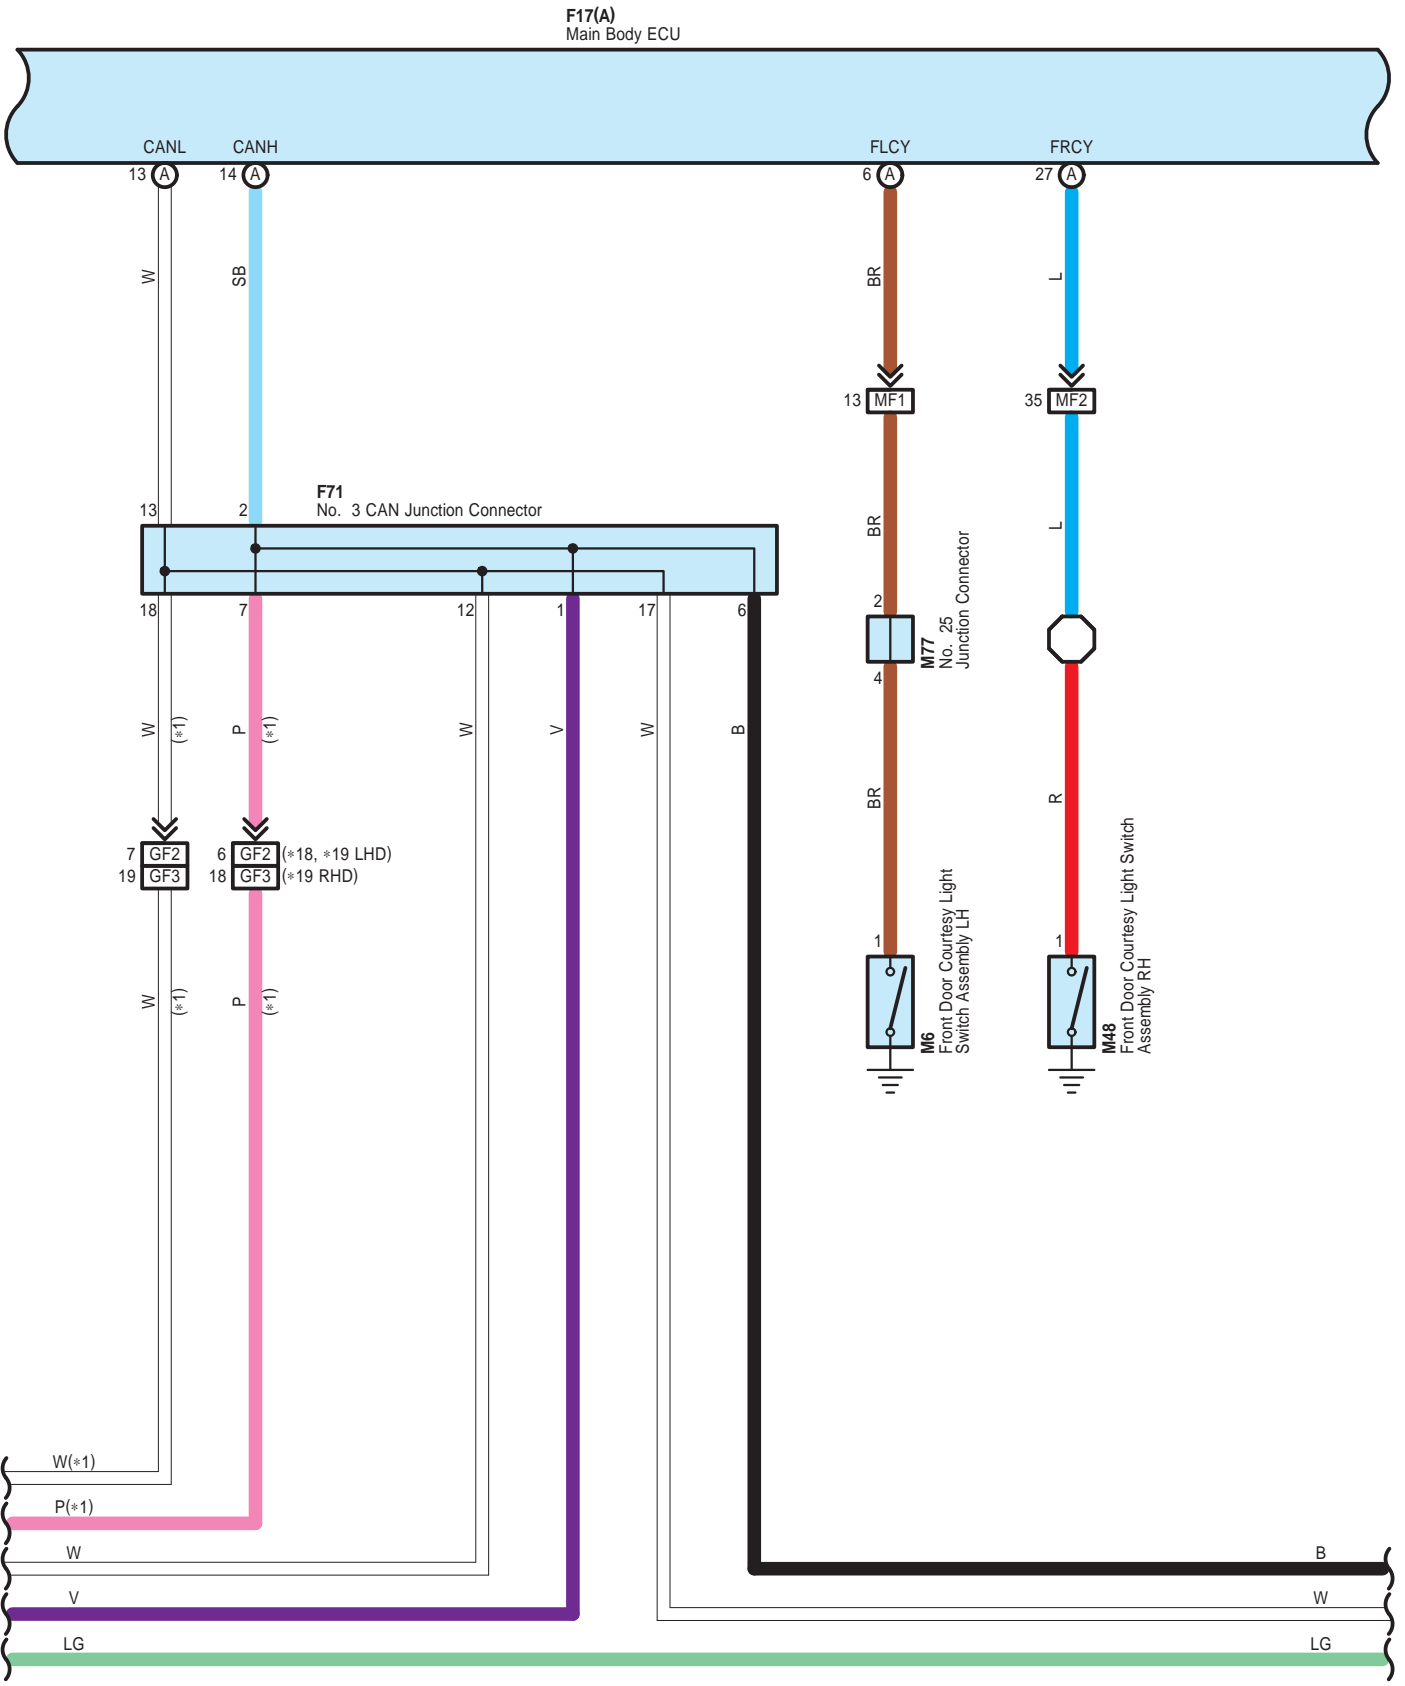 F17(A)
Main Body ECU
CANL
CANH
FLCY
FRCY
13 A
14 A
6 A
27 A
W
SB
BR
L
13 MF1
35 MF2
F71
No. 3 CAN Junction Connector
13
2
BR
L
18
7
12
1
17
6
2
4
M77
No. 25
Junction Connector
W
(*1)
P
(*1)
W
V
W
B
BR
R
7 GF2
6 GF2 (*18, *19 LHD)
19 GF3
18 GF3 (*19 RHD)
1
M6
Front Door Courtesy Light
Switch Assembly LH
1
M48
Front Door Courtesy Light Switch
Assembly RH
W
(*1)
P
(*1)
W(*1)
P(*1)
W
B
V
W
LG
LG